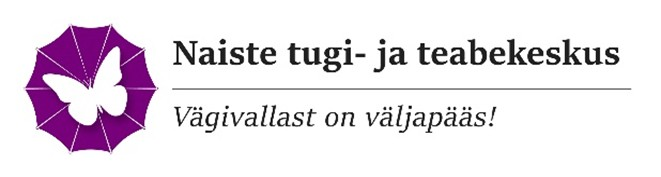 Naiste tugi- ja teabekeskus
Vägivallast on väljapääs!